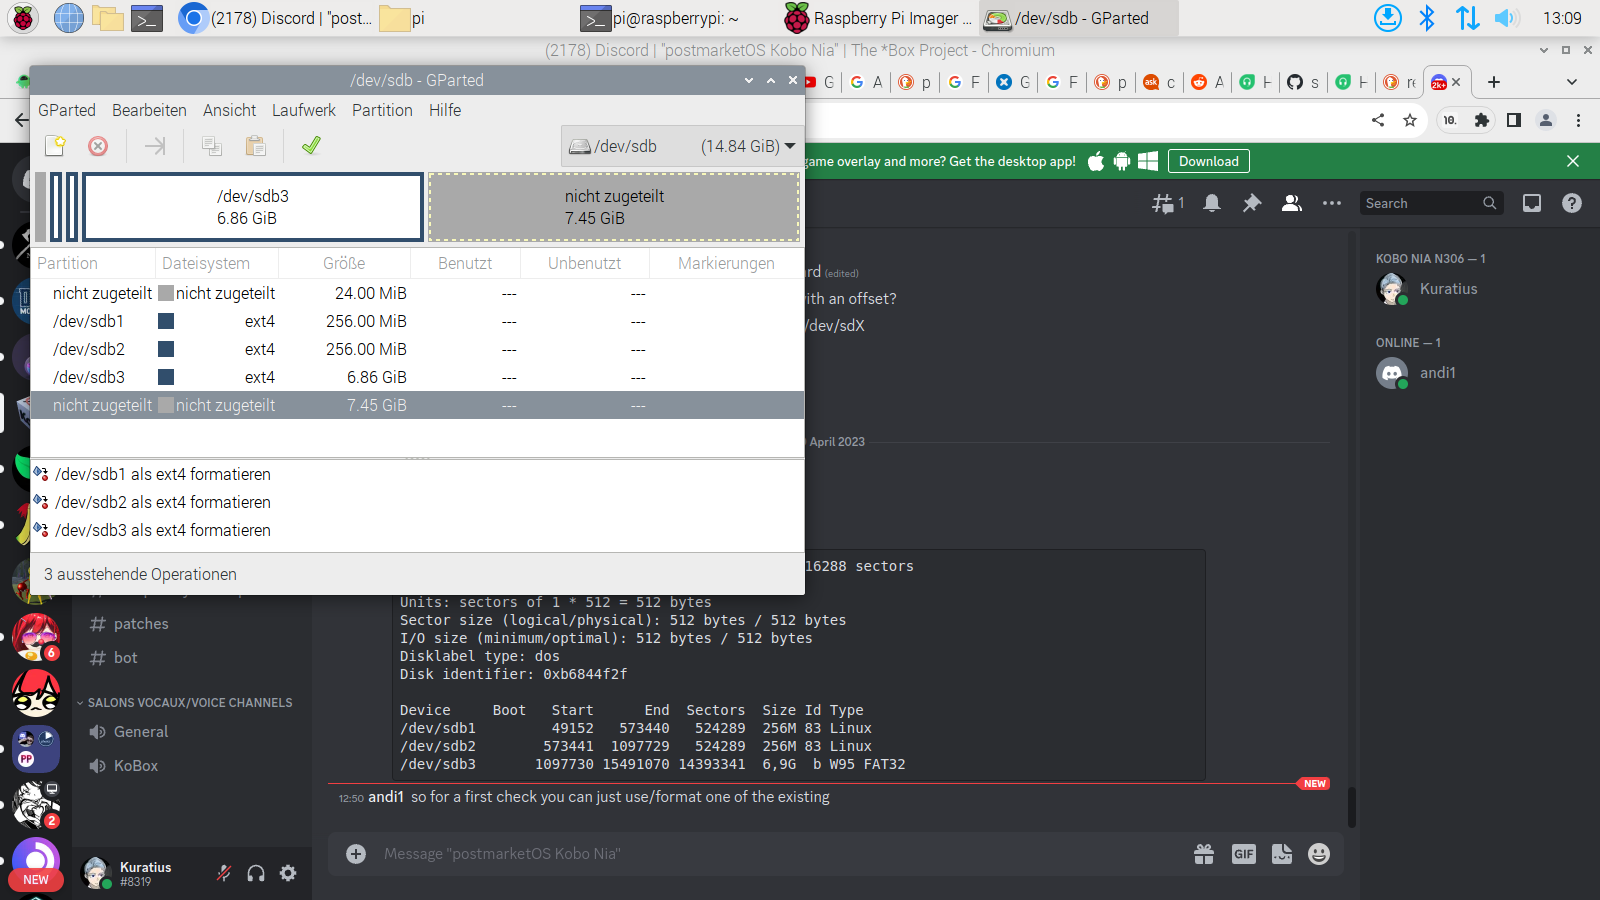 (2178) Discord | "post...
pi
pi@raspberrypi: ~
Raspberry Pi Imager ...
/dev/sdb - GParted
13:09
(2178) Discord | "postmarketOS Kobo Nia" | The *Box Project - Chromium
/dev/sdb - GParted
G
A
p
F
G
F
p
c
A
H
s
H
re
2k+
GParted
Bearbeiten
Ansicht
Laufwerk
Partition
Hilfe
/dev/sdb
(14.84 GiB)
10.
game overlay and more? Get the desktop app!
Download
/dev/sdb3
6.86 GiB
nicht zugeteilt
7.45 GiB
1
Search
Partition
Dateisystem
Größe
Benutzt
Unbenutzt
Markierungen
nicht zugeteilt nicht zugeteilt 24.00 MiB --- ---
/dev/sdb1 ext4 256.00 MiB --- ---
/dev/sdb2 ext4 256.00 MiB --- ---
/dev/sdb3 ext4 6.86 GiB --- ---
nicht zugeteilt nicht zugeteilt 7.45 GiB --- ---
/dev/sdb1 als ext4 formatieren
/dev/sdb2 als ext4 formatieren
/dev/sdb3 als ext4 formatieren
3 ausstehende Operationen
rd (edited)
ith an offset?
/dev/sdX
April 2023
KOBO NIA N306 — 1
Kuratius
ONLINE — 1
andi1
16288 sectors
Units: sectors of 1 * 512 = 512 bytes
Sector size (logical/physical): 512 bytes / 512 bytes
I/O size (minimum/optimal): 512 bytes / 512 bytes
Disklabel type: dos
Disk identifier: 0xb6844f2f
Device Boot Start End Sectors Size Id Type
/dev/sdb1 49152 573440 524289 256M 83 Linux
/dev/sdb2 573441 1097729 524289 256M 83 Linux
/dev/sdb3 1097730 15491070 14393341 6,9G b W95 FAT32
NEW
12:50 andi1 so for a first check you can just use/format one of the existing
Message "postmarketOS Kobo Nia"
GIF
# patches
# bot
SALONS VOCAUX/VOICE CHANNELS
General
KoBox
6
PP
2
NEW
Kuratius
#8319